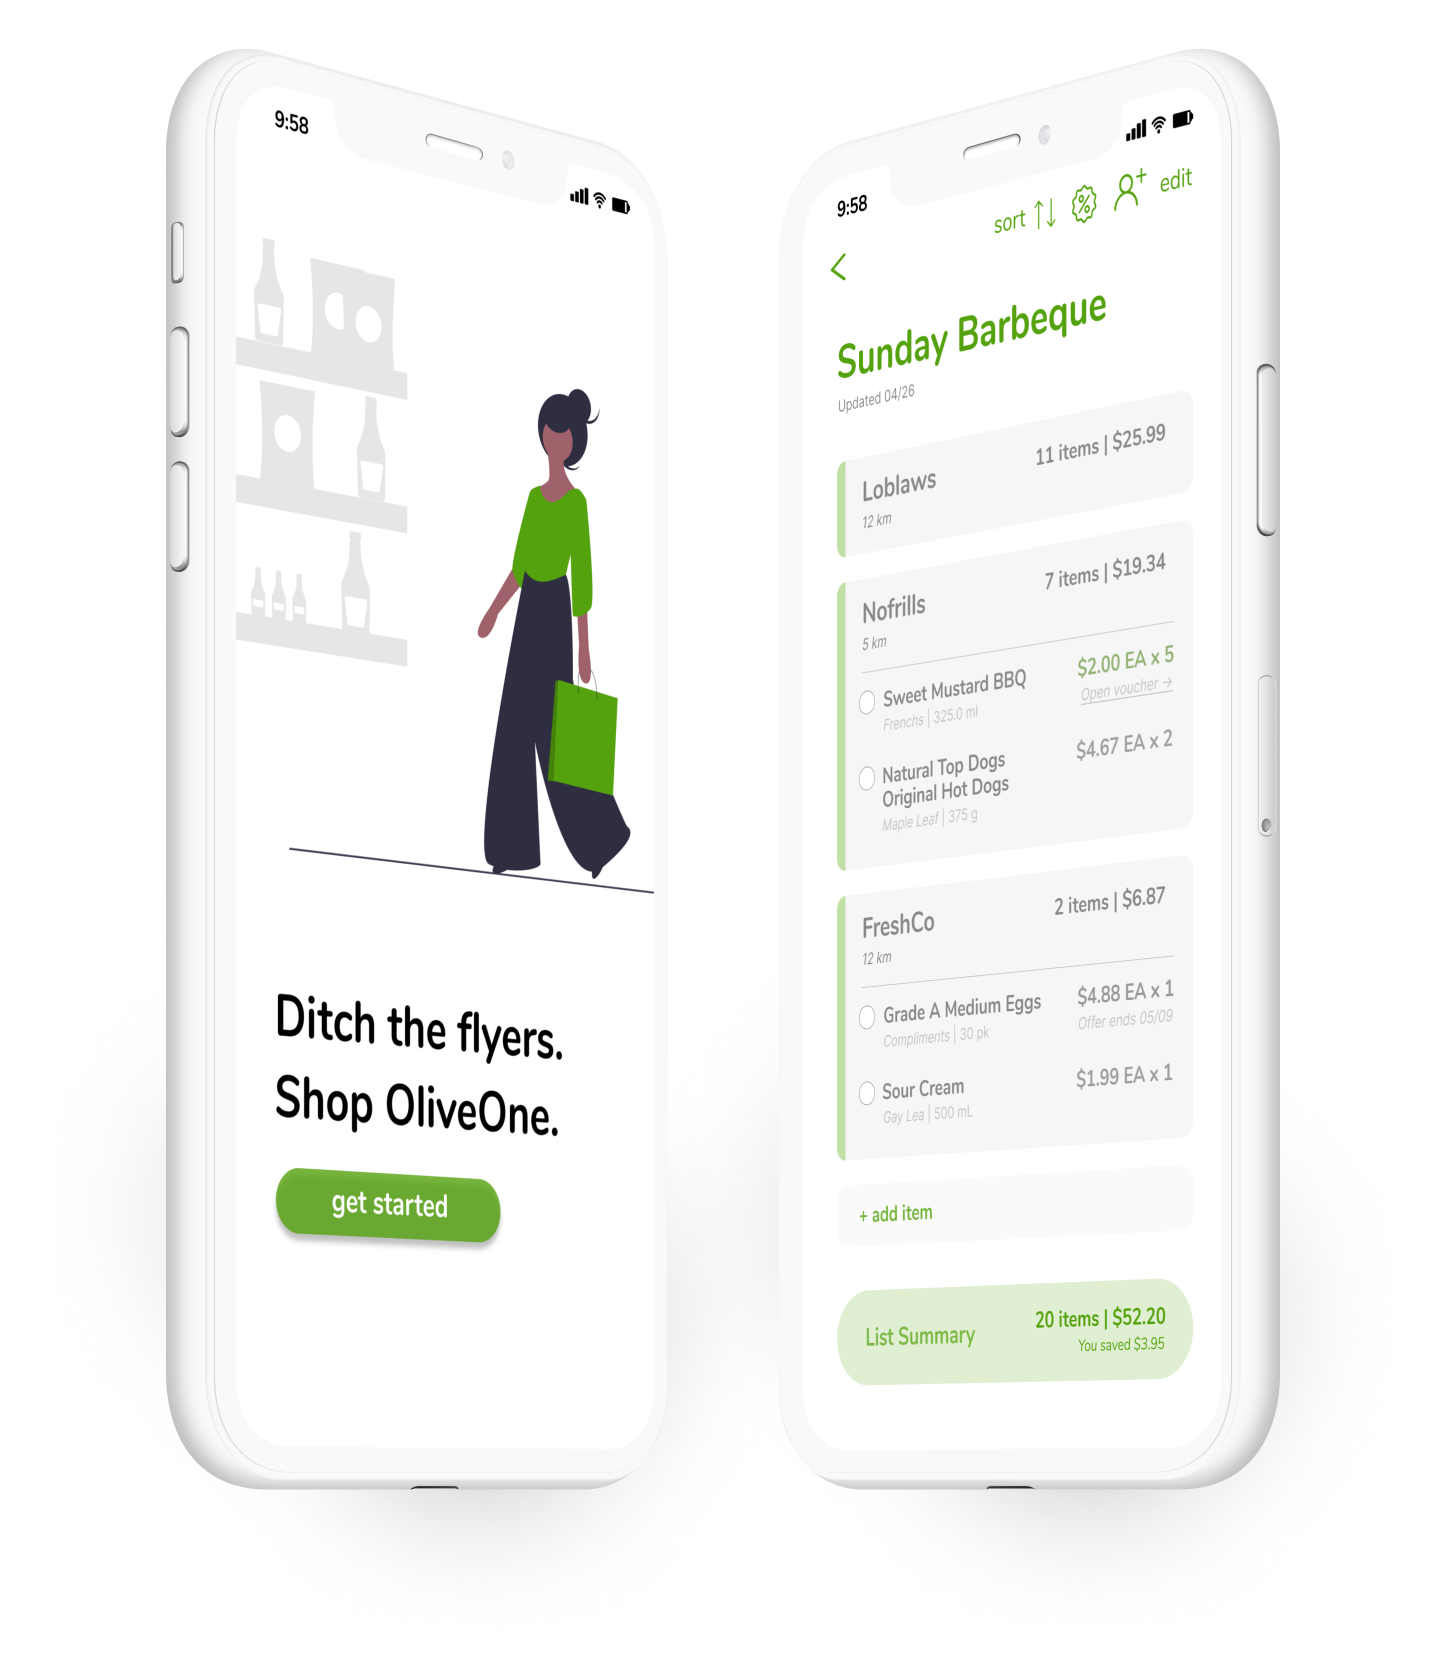 9:58
Ditch the flyers.
Shop OliveOne.
get started
9:58
sort edit
Sunday Barbeque
Updated 04/26
Loblaws 11 items | $25.99
12 km
Nofrills 7 items | $19.34
5 km
Sweet Mustard BBQ $2.00 EA x 5
Frenchs | 325.0 ml Open voucher →
Natural Top Dogs $4.67 EA x 2
Original Hot Dogs
Maple Leaf | 375 g
FreshCo 2 items | $6.87
12 km
Grade A Medium Eggs $4.88 EA x 1
Compliments | 30 pk Offer ends 05/09
Sour Cream $1.99 EA x 1
Gay Lea | 500 mL
+ add item
List Summary 20 items | $52.20
You saved $3.95